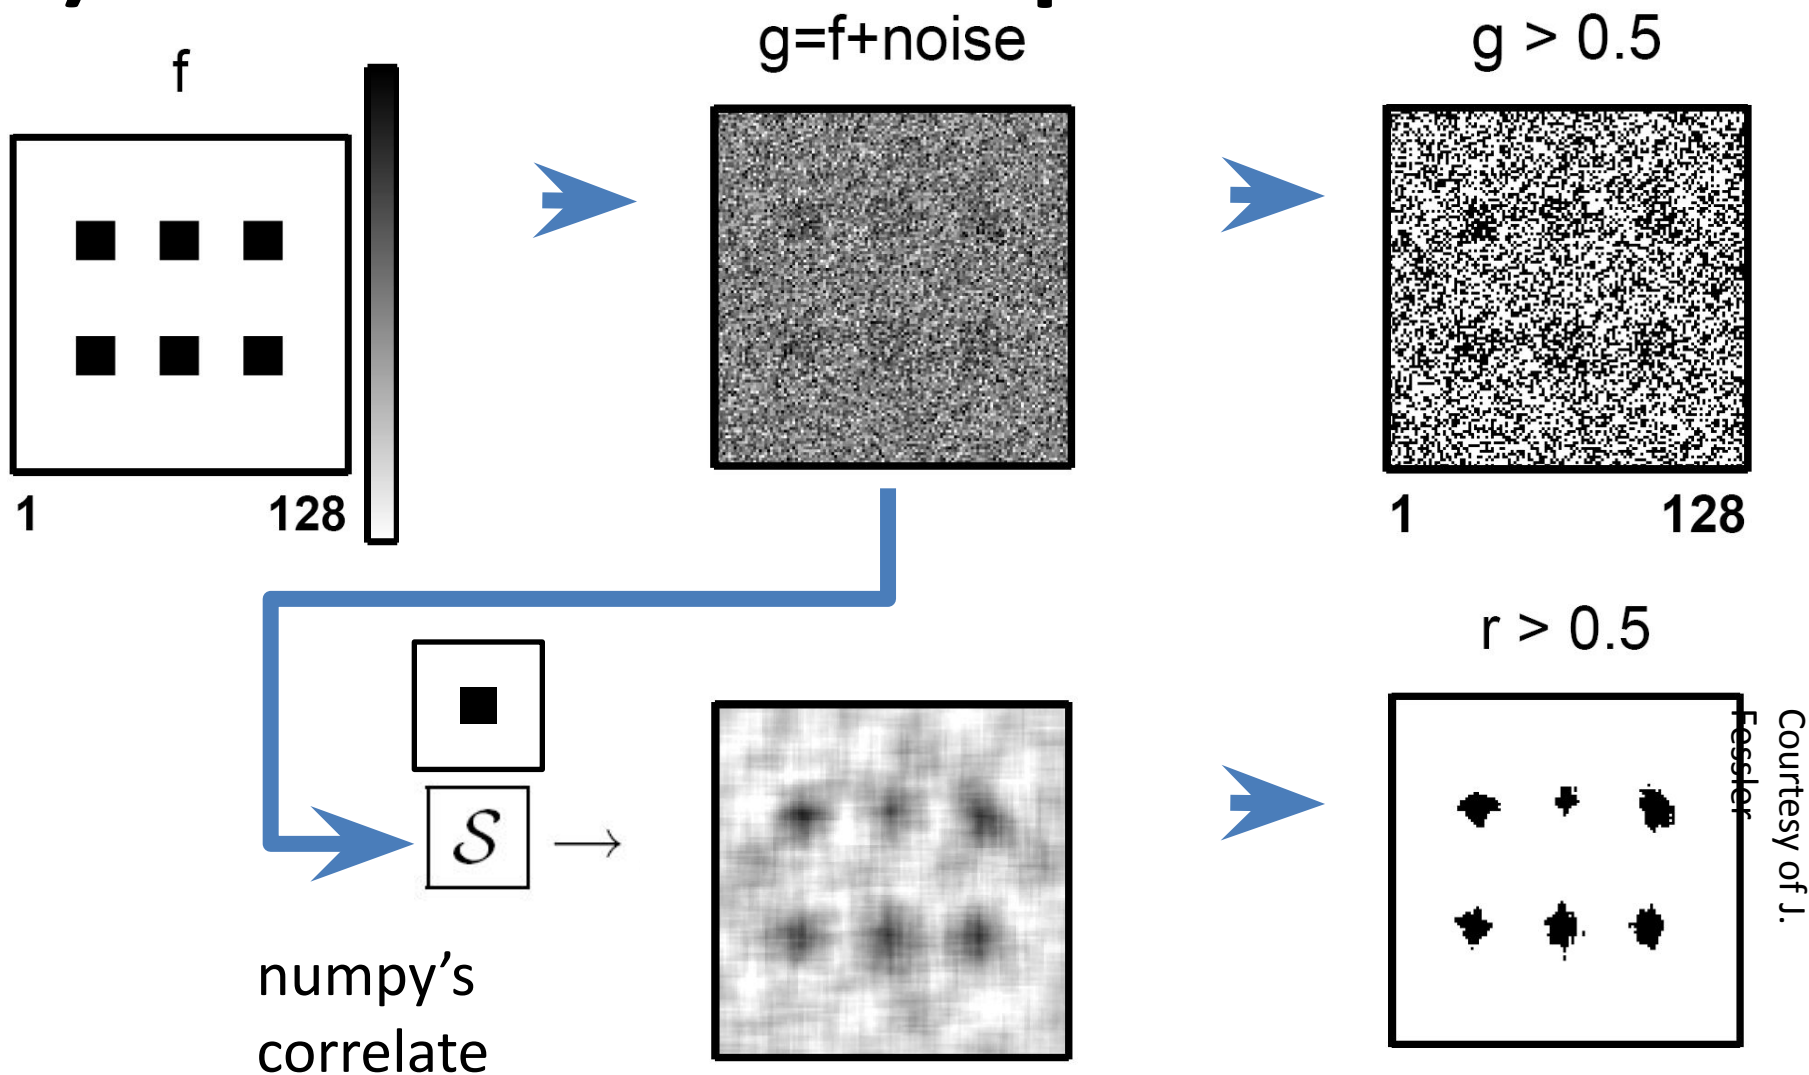 f
g=f+noise
g > 0.5
1 128
1 128
r > 0.5
S →
numpy’s
correlate
Courtesy of J.
Fessler